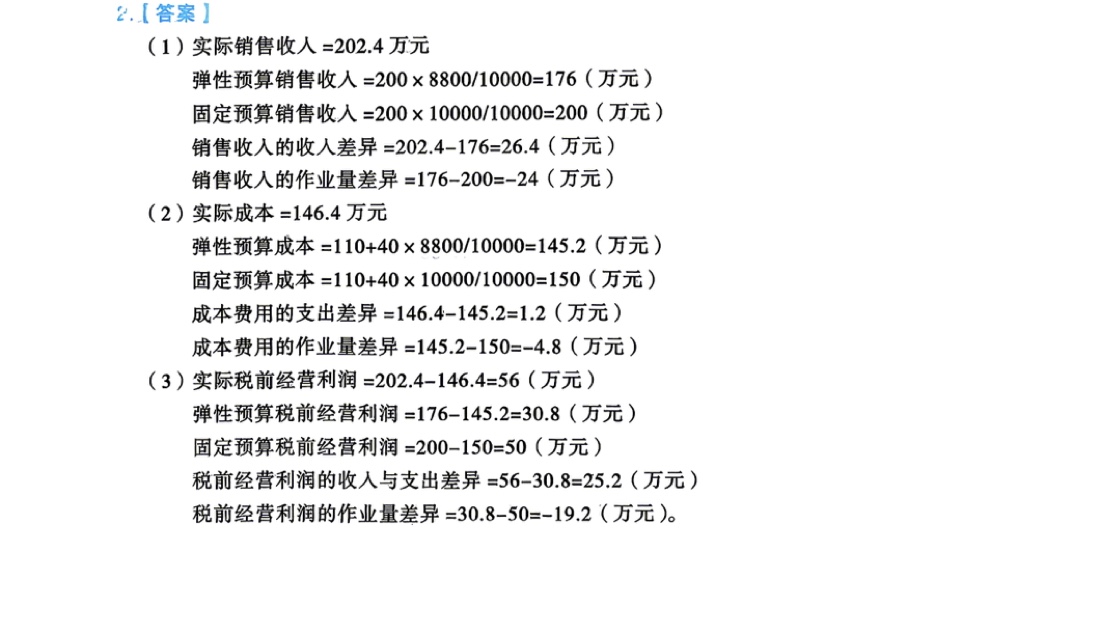 2.【答案】
（1）实际销售收入 =202.4 万元
弹性预算销售收入 =200 × 8800/10000=176（万元）
固定预算销售收入 =200 × 10000/10000=200（万元）
销售收入的收入差异 =202.4-176=26.4（万元）
销售收入的作业量差异 =176-200=-24（万元）
（2）实际成本 =146.4 万元
弹性预算成本 =110+40 × 8800/10000=145.2（万元）
固定预算成本 =110+40 × 10000/10000=150（万元）
成本费用的支出差异 =146.4-145.2=1.2（万元）
成本费用的作业量差异 =145.2-150=-4.8（万元）
（3）实际税前经营利润 =202.4-146.4=56（万元）
弹性预算税前经营利润 =176-145.2=30.8（万元）
固定预算税前经营利润 =200-150=50（万元）
税前经营利润的收入与支出差异 =56-30.8=25.2（万元）
税前经营利润的作业量差异 =30.8-50=-19.2（万元）。